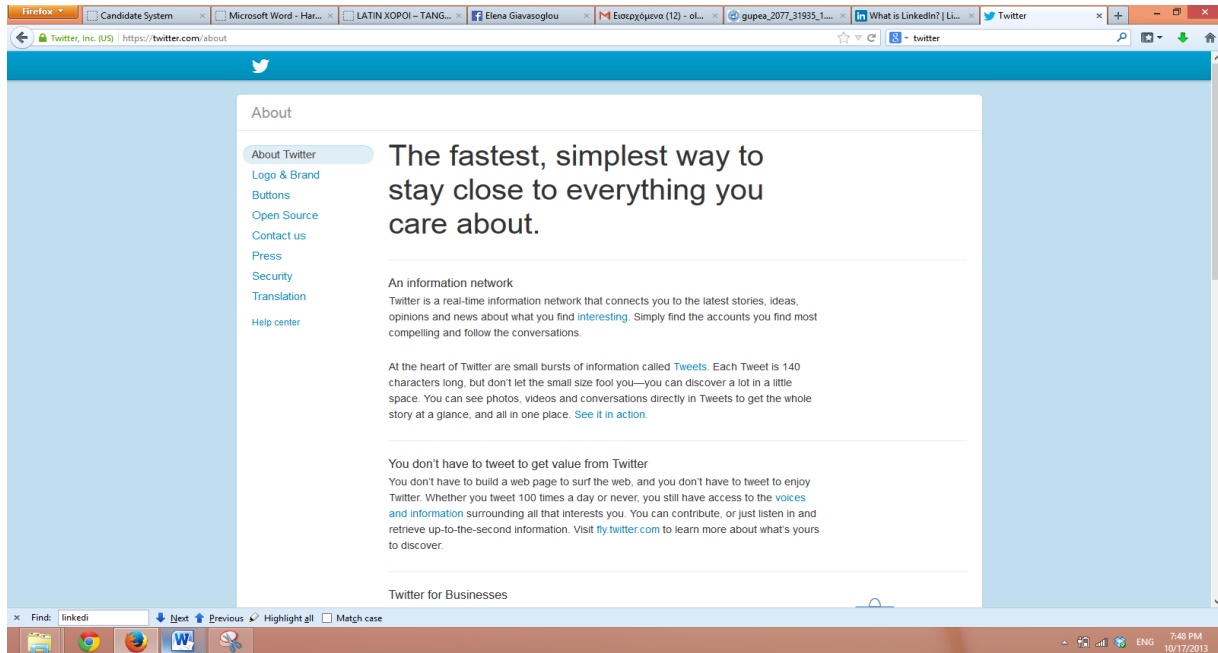 Firefox
Candidate System
Microsoft Word - Har...
LATIN ΧΟΡΟΙ – TANG...
Elena Giavasoglou
Εισερχόμενα (12) - ol...
gupea_2077_31935_1....
What is LinkedIn? | Li...
Twitter
Twitter, Inc. (US) https://twitter.com/about
twitter
About
About Twitter
Logo & Brand
Buttons
Open Source
Contact us
Press
Security
Translation
Help center
The fastest, simplest way to
stay close to everything you
care about.
An information network
Twitter is a real-time information network that connects you to the latest stories, ideas,
opinions and news about what you find interesting. Simply find the accounts you find most
compelling and follow the conversations.
At the heart of Twitter are small bursts of information called Tweets. Each Tweet is 140
characters long, but don't let the small size fool you—you can discover a lot in a little
space. You can see photos, videos and conversations directly in Tweets to get the whole
story at a glance, and all in one place. See it in action.
You don't have to tweet to get value from Twitter
You don't have to build a web page to surf the web, and you don't have to tweet to enjoy
Twitter. Whether you tweet 100 times a day or never, you still have access to the voices
and information surrounding all that interests you. You can contribute, or just listen in and
retrieve up-to-the-second information. Visit fly.twitter.com to learn more about what's yours
to discover.
Twitter for Businesses
Find: linkedi Next Previous Highlight all Match case
ENG
7:48 PM
10/17/2013